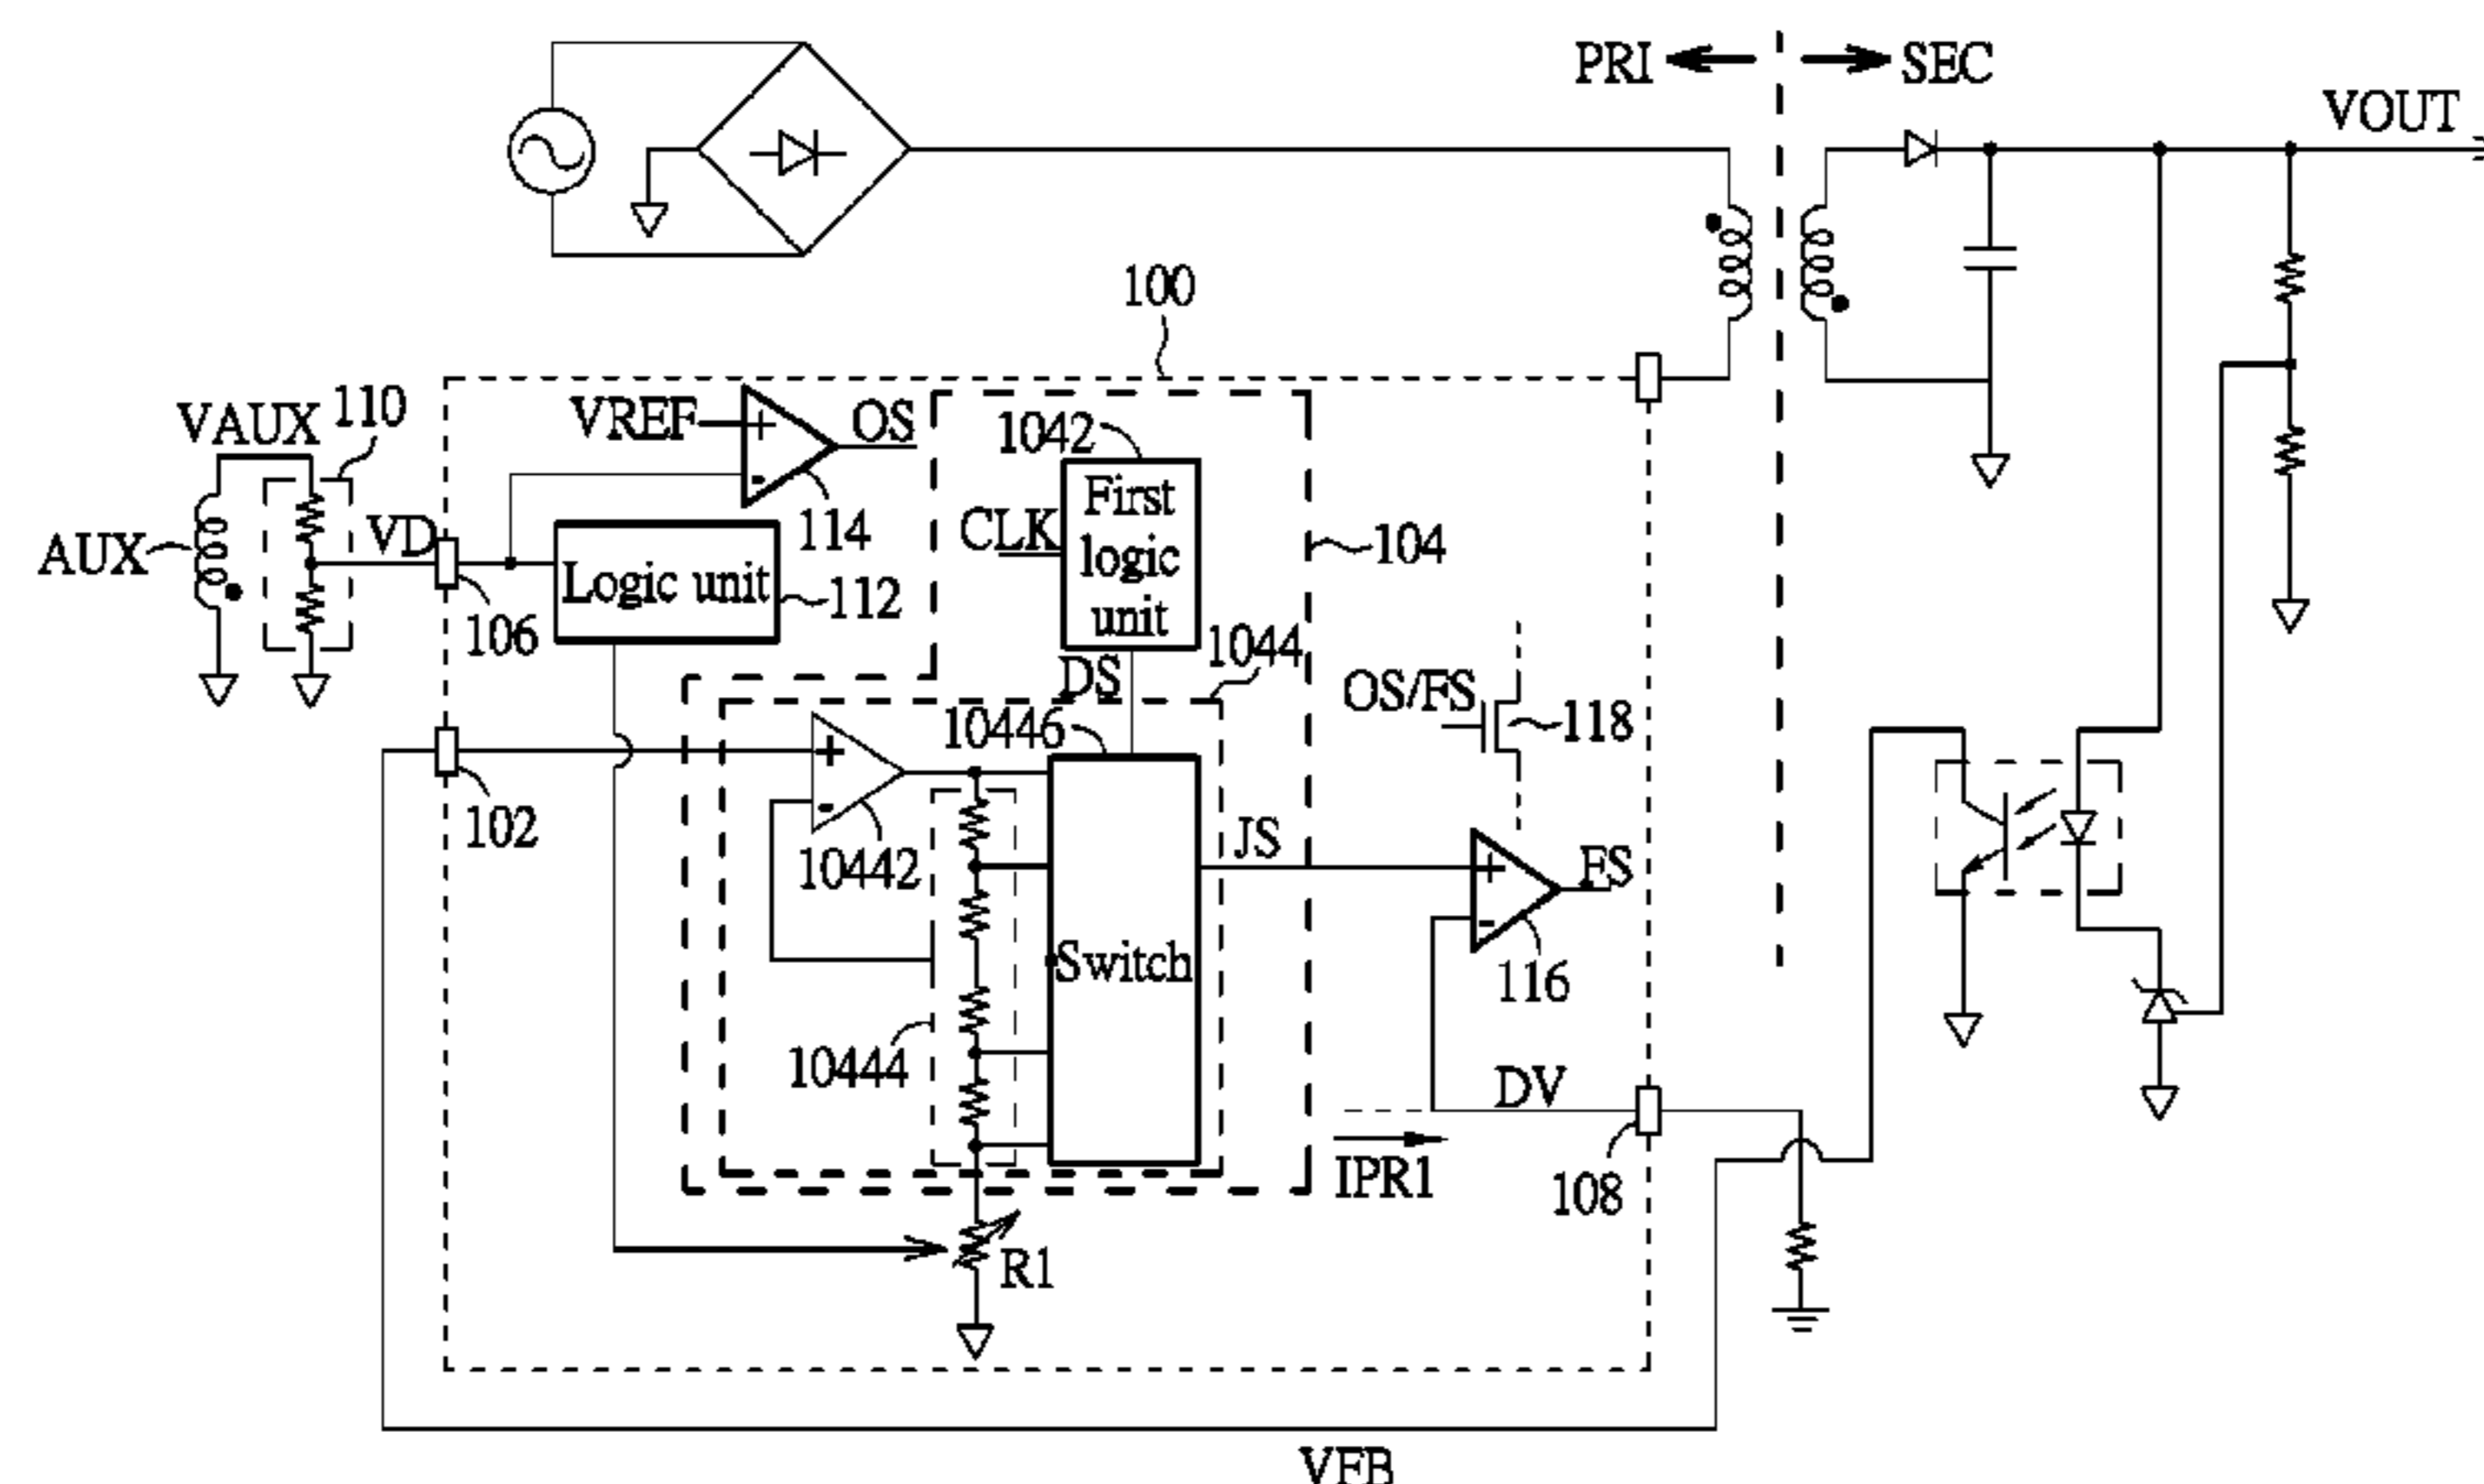 PRI
SEC
VOUT
100
VAUX
110
VREF
+
-
OS
114
1042
First
logic
unit
CLK
104
AUX
VD
106
Logic unit
112
DS
1044
OS/FS
118
10446
102
+
-
10442
JS
+
-
FS
116
Switch
10444
DV
IPR1
108
R1
VFB